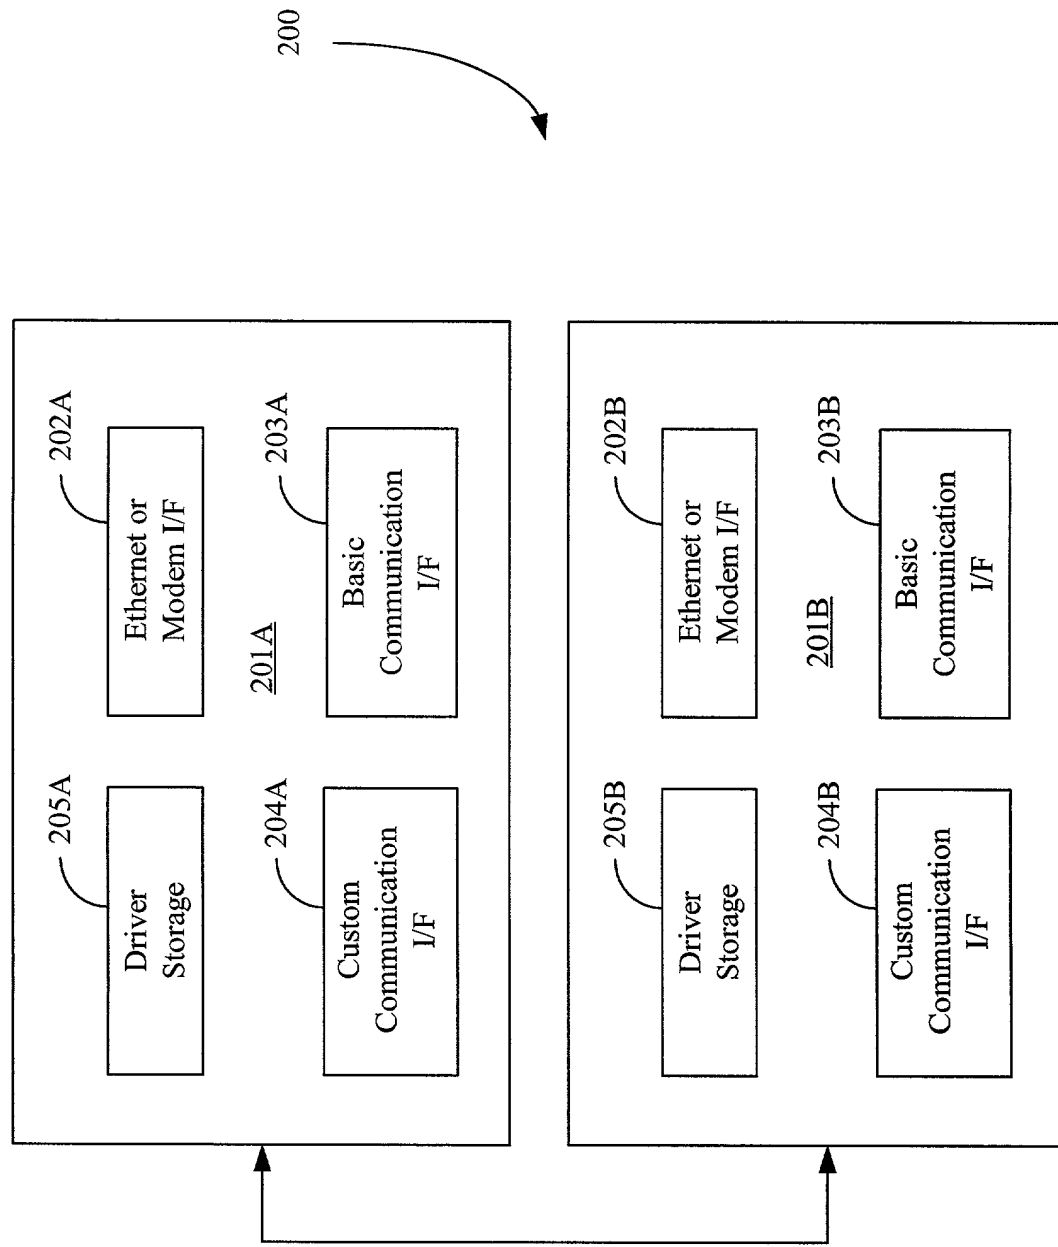 200
205A
Driver
Storage
202A
Ethernet or
Modem I/F
201A
204A
Custom
Communication
I/F
203A
Basic
Communication
I/F
205B
Driver
Storage
202B
Ethernet or
Modem I/F
201B
204B
Custom
Communication
I/F
203B
Basic
Communication
I/F